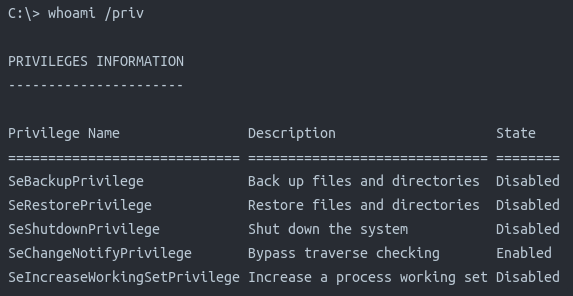 C:\> whoami /priv
PRIVILEGES INFORMATION
----------------------
Privilege Name                Description                    State
============================= ============================== ========
SeBackupPrivilege             Back up files and directories  Disabled
SeRestorePrivilege            Restore files and directories  Disabled
SeShutdownPrivilege           Shut down the system           Disabled
SeChangeNotifyPrivilege       Bypass traverse checking       Enabled
SeIncreaseWorkingSetPrivilege Increase a process working set Disabled